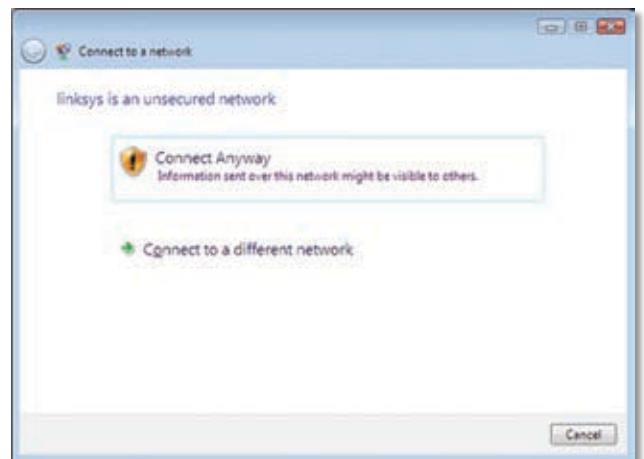 Connect to a network
linksys is an unsecured network
Connect Anyway
Information sent over this network might be visible to others.
Connect to a different network
Cancel